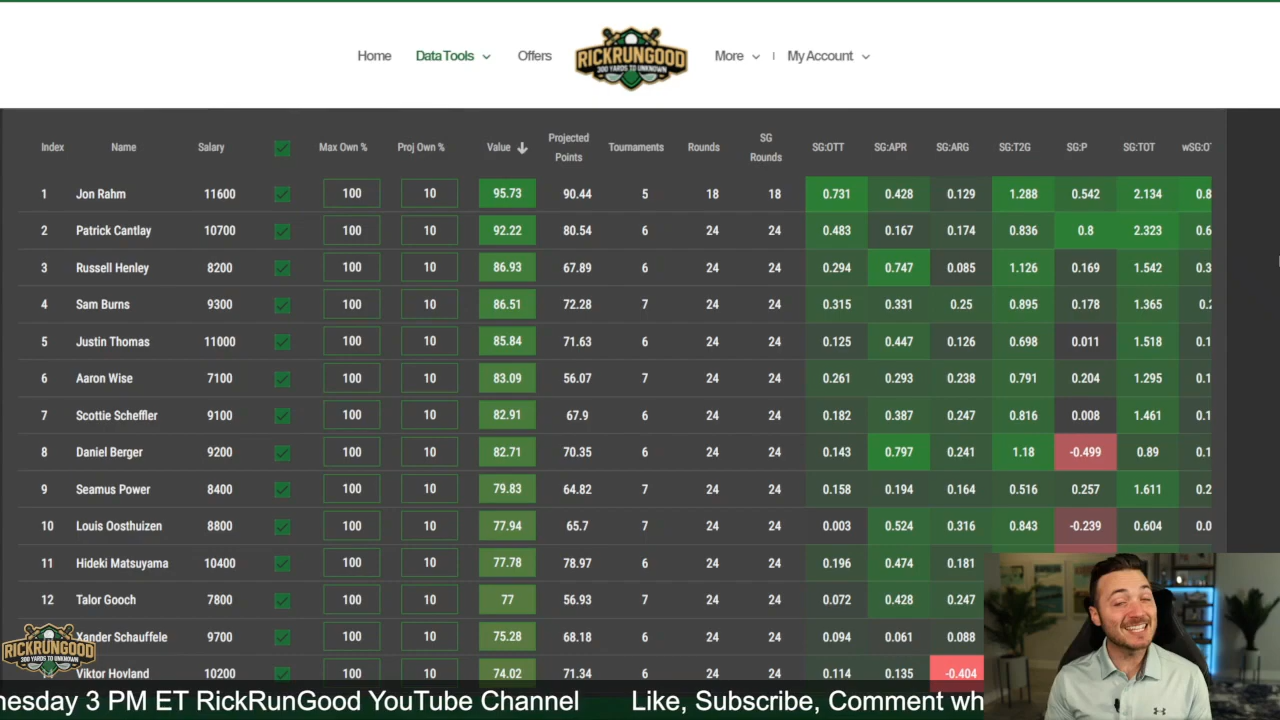 Home Data Tools Offers RICKRUNGOOD More | My Account
300 YARDS TO UNKNOWN
Index Name Salary Max Own % Proj Own % Value Projected Points Tournaments Rounds SG Rounds SG:OTT SG:APR SG:ARG SG:T2G SG:P SG:TOT wSG:O
1 Jon Rahm 11600 100 10 95.73 90.44 5 18 18 0.731 0.428 0.129 1.288 0.542 2.134 0.8
2 Patrick Cantlay 10700 100 10 92.22 80.54 6 24 24 0.483 0.167 0.174 0.836 0.8 2.323 0.6
3 Russell Henley 8200 100 10 86.93 67.89 6 24 24 0.294 0.747 0.085 1.126 0.169 1.542 0.3
4 Sam Burns 9300 100 10 86.51 72.28 7 24 24 0.315 0.331 0.25 0.895 0.178 1.365 0.2
5 Justin Thomas 11000 100 10 85.84 71.63 6 24 24 0.125 0.447 0.126 0.698 0.011 1.518 0.1
6 Aaron Wise 7100 100 10 83.09 56.07 7 24 24 0.261 0.293 0.238 0.791 0.204 1.295 0.1
7 Scottie Scheffler 9100 100 10 82.91 67.9 6 24 24 0.182 0.387 0.247 0.816 0.008 1.461 0.1
8 Daniel Berger 9200 100 10 82.71 70.35 6 24 24 0.143 0.797 0.241 1.18 -0.499 0.89 0.1
9 Seamus Power 8400 100 10 79.83 64.82 7 24 24 0.158 0.194 0.164 0.516 0.257 1.611 0.2
10 Louis Oosthuizen 8800 100 10 77.94 65.7 7 24 24 0.003 0.524 0.316 0.843 -0.239 0.604 0.0
11 Hideki Matsuyama 10400 100 10 77.78 78.97 6 24 24 0.196 0.474 0.181
12 Talor Gooch 7800 100 10 77 56.93 7 24 24 0.072 0.428 0.247
Xander Schauffele 9700 100 10 75.28 68.18 6 24 24 0.094 0.061 0.088
RICKRUNGOOD
300 YARDS TO UNKNOWN
Viktor Hovland 10200 100 10 74.02 71.34 6 24 24 0.114 0.135 -0.404
nesday 3 PM ET RickRunGood YouTube Channel Like, Subscribe, Comment wh